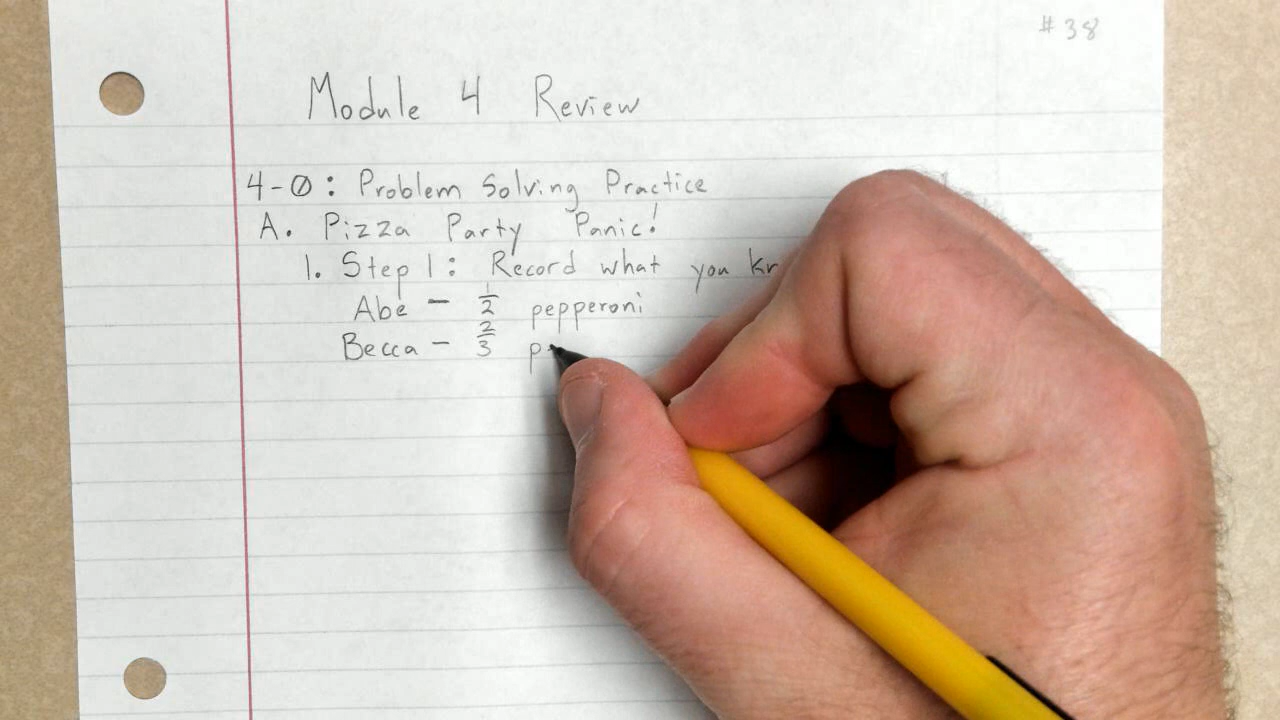 # 38
Module 4 Review
4-0: Problem Solving Practice
A. Pizza Party Panic!
1. Step 1: Record what you
Abe - 1/2 pepperoni
Becca - 2/3